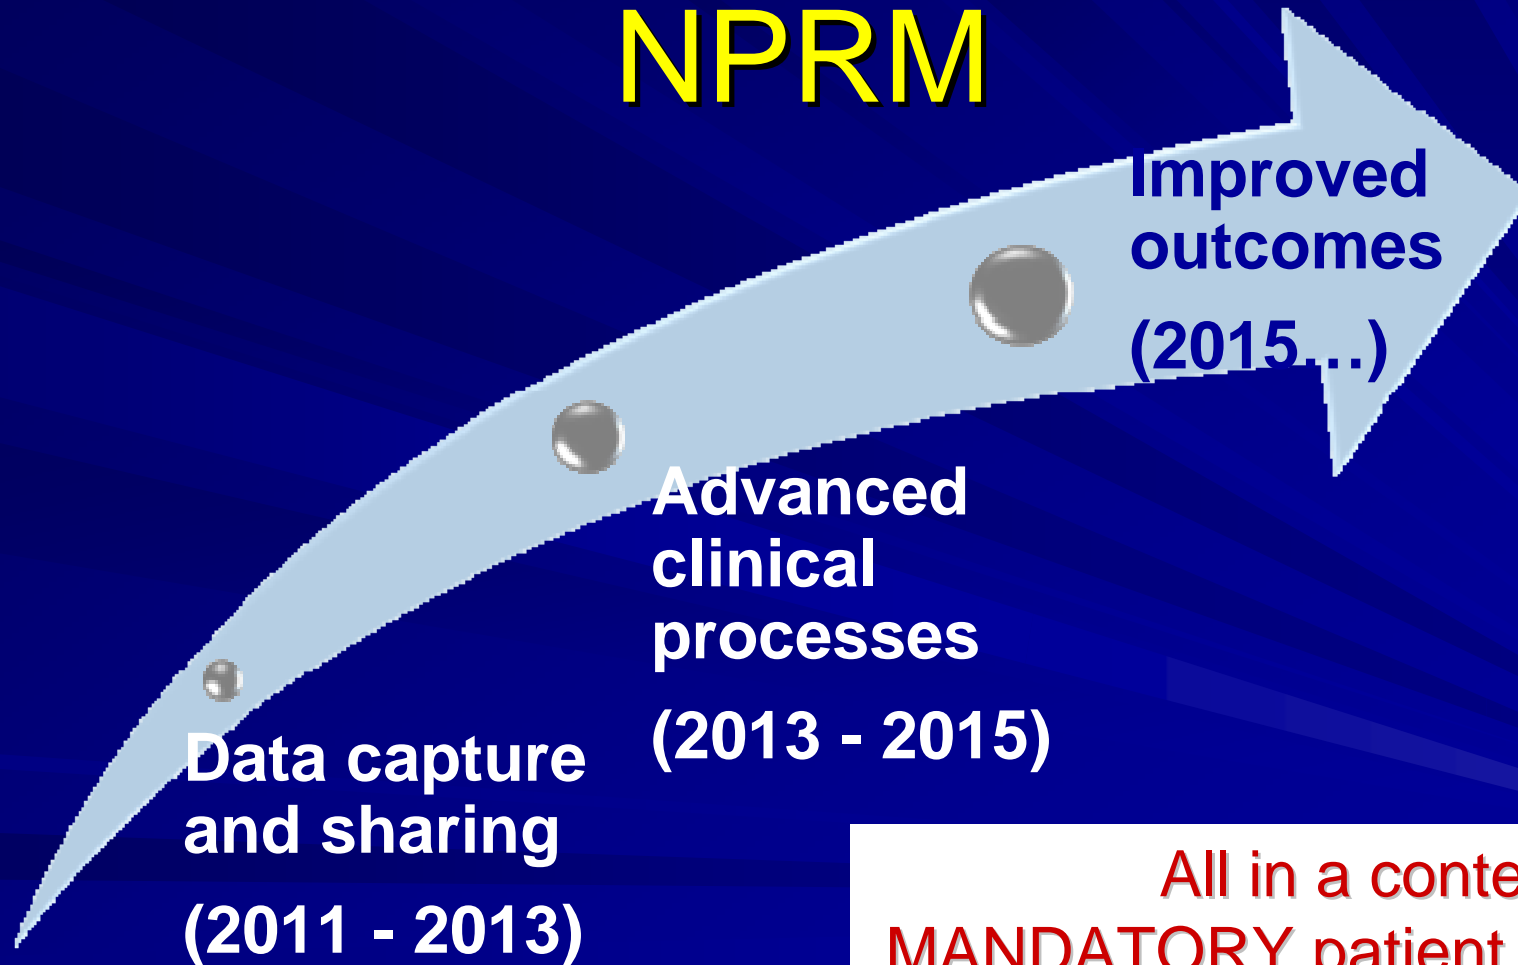 NPRM
Improved
outcomes
(2015...)
Advanced
clinical
processes
(2013 - 2015)
Data capture
and sharing
(2011 - 2013)
All in a
MANDATORY patient